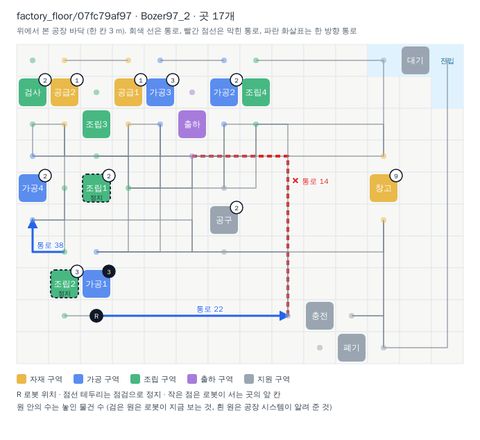 factory_floor/07fc79af97 · Bozer97_2 · 곳 17개
위에서 본 공장 바닥 (한 칸 3 m). 회색 선은 통로, 빨간 점선은 막힌 통로, 파란 화살표는 한 방향 통로
대기
진입
검사 2
공급2 1
공급1 1
가공3 3
가공2 2
조립4
조립3
출하
✕ 통로 14
가공4 2
조립1 2
정지
창고 9
공구 2
통로 38
조립2 3
정지
가공1 3
R
통로 22
충전
폐기
자재 구역
가공 구역
조립 구역
출하 구역
지원 구역
R 로봇 위치 · 점선 테두리는 점검으로 정지 · 작은 점은 로봇이 서는 곳의 앞 칸
원 안의 수는 놓인 물건 수 (검은 원은 로봇이 지금 보는 것, 흰 원은 공장 시스템이 알려 준 것)